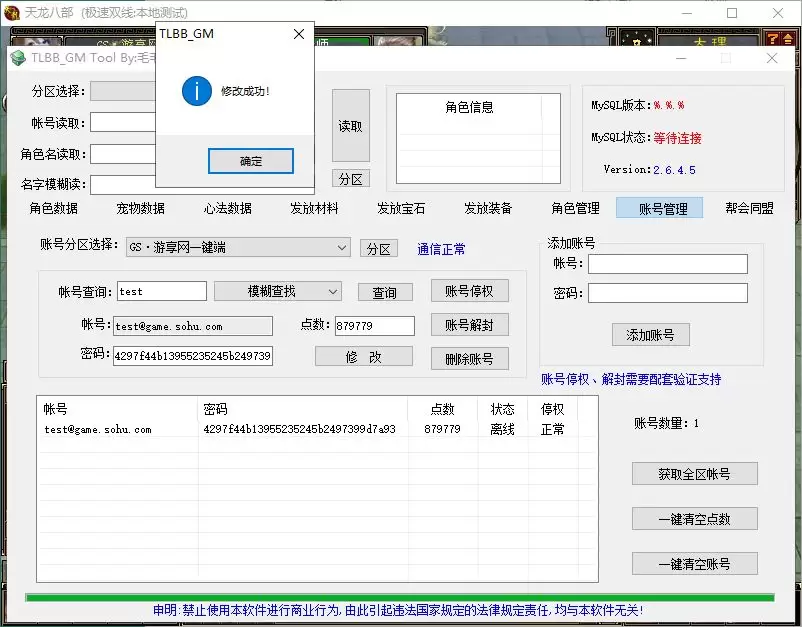 天龙八部 (极速双线:本地测试)
TLBB_GM
TLBB_GM Tool By:毛
修改成功!
确定
分区选择:
帐号读取:
角色名读取:
名字模糊读:
读取
分区
角色信息
MySQL版本:%.%.%
MySQL状态:等待连接
Version:2.6.4.5
角色数据 宠物数据 心法数据 发放材料 发放宝石 发放装备 角色管理 账号管理 帮会同盟
账号分区选择: GS·游享网一键端 分区 通信正常
添加账号
帐号:
密码:
添加账号
帐号查询: test 模糊查找 查询 账号停权
帐号: test@game.sohu.com 点数: 879779 账号解封
密码: 4297f44b13955235245b249739 修 改 删除账号
账号停权、解封需要配套验证支持
帐号 密码 点数 状态 停权
test@game.sohu.com 4297f44b13955235245b2497399d7a93 879779 离线 正常
账号数量: 1
获取全区帐号
一键清空点数
一键清空账号
申明:禁止使用本软件进行商业行为,由此引起违法国家规定的法律规定责任,均与本软件无关!